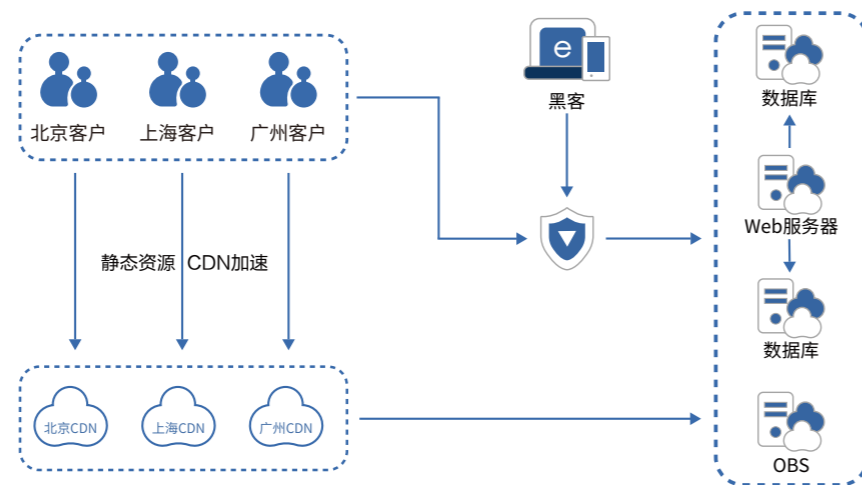 北京客户
上海客户
广州客户
e
黑客
数据库
Web服务器
静态资源
CDN加速
数据库
北京CDN
上海CDN
广州CDN
OBS